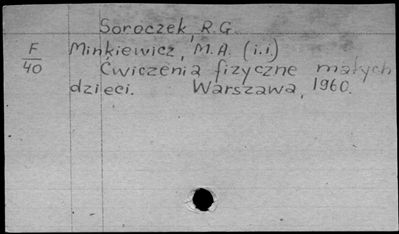 Soroczek, R.G.
F
40
Minkiewicz, M.A. (i.i)
Ćwiczenia fizyczne małych
dzieci. Warszawa, 1960.